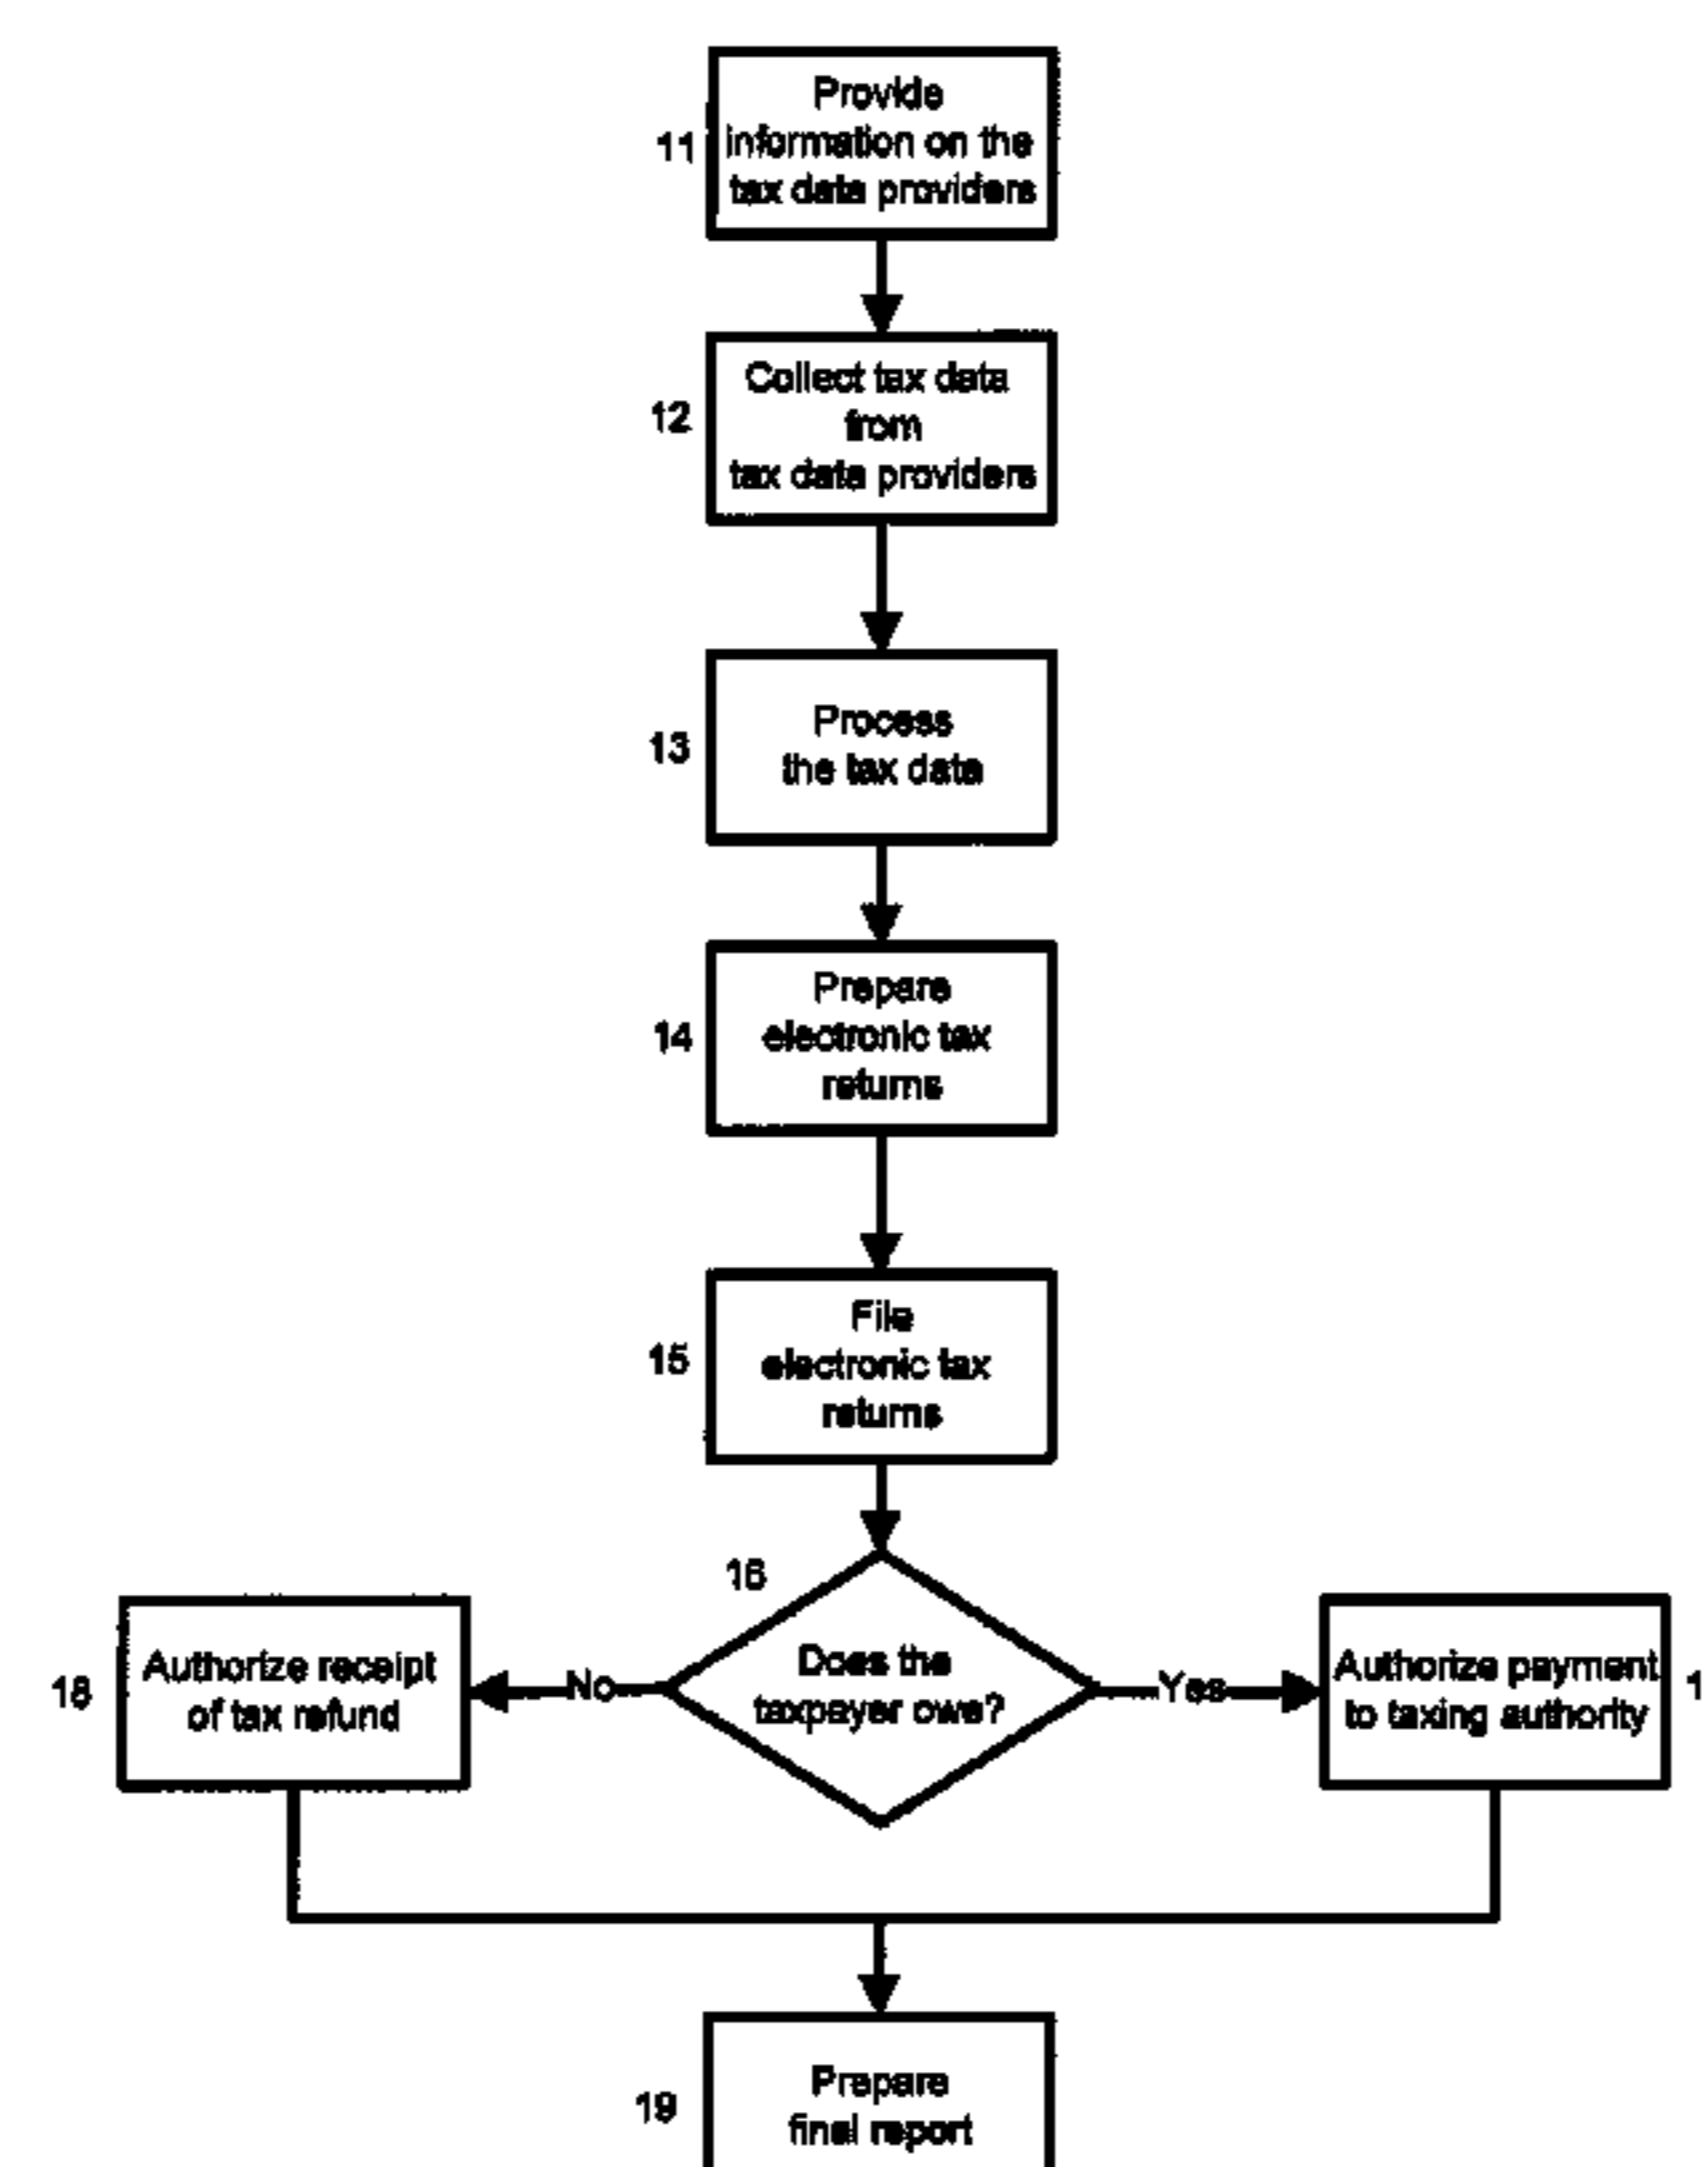 11
Provide
information on the
tax data providers
12
Collect tax data
from
tax data providers
13
Process
the tax data
14
Prepare
electronic tax
returns
15
File
electronic tax
returns
16
Does the
taxpayer owe?
No
Yes
18
Authorize receipt
of tax refund
Authorize payment
to taxing authority
1
19
Prepare
final report